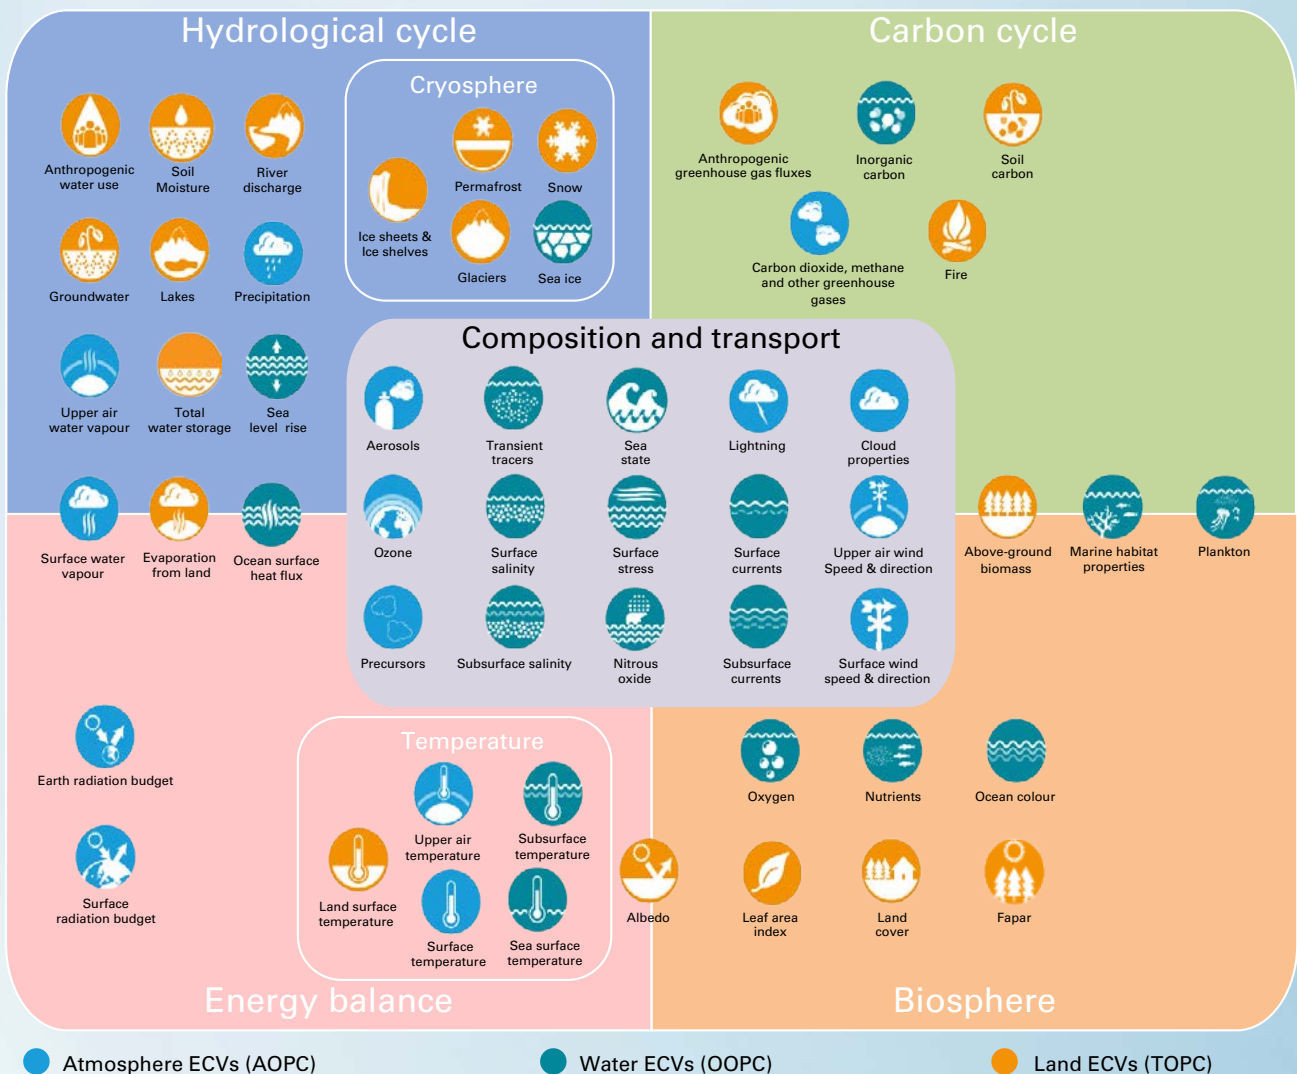 Hydrological cycle
Carbon cycle
Cryosphere
Anthropogenic
water use
Soil
Moisture
River
discharge
Ice sheets &
Ice shelves
Permafrost
Snow
Glaciers
Sea ice
Anthropogenic
greenhouse gas fluxes
Inorganic
carbon
Soil
carbon
Groundwater
Lakes
Precipitation
Carbon dioxide, methane
and other greenhouse
gases
Fire
Upper air
water vapour
Total
water storage
Sea
level rise
Composition and transport
Aerosols
Transient
tracers
Sea
state
Lightning
Cloud
properties
Surface water
vapour
Evaporation
from land
Ocean surface
heat flux
Ozone
Surface
salinity
Surface
stress
Surface
currents
Upper air wind
Speed & direction
Above-ground
biomass
Marine habitat
properties
Plankton
Precursors
Subsurface salinity
Nitrous
oxide
Subsurface
currents
Surface wind
speed & direction
Earth radiation budget
Surface
radiation budget
Temperature
Upper air
temperature
Subsurface
temperature
Land surface
temperature
Surface
temperature
Sea surface
temperature
Oxygen
Nutrients
Ocean colour
Albedo
Leaf area
index
Land
cover
Fapar
Energy balance
Biosphere
Atmosphere ECVs (AOPC)
Water ECVs (OOPC)
Land ECVs (TOPC)